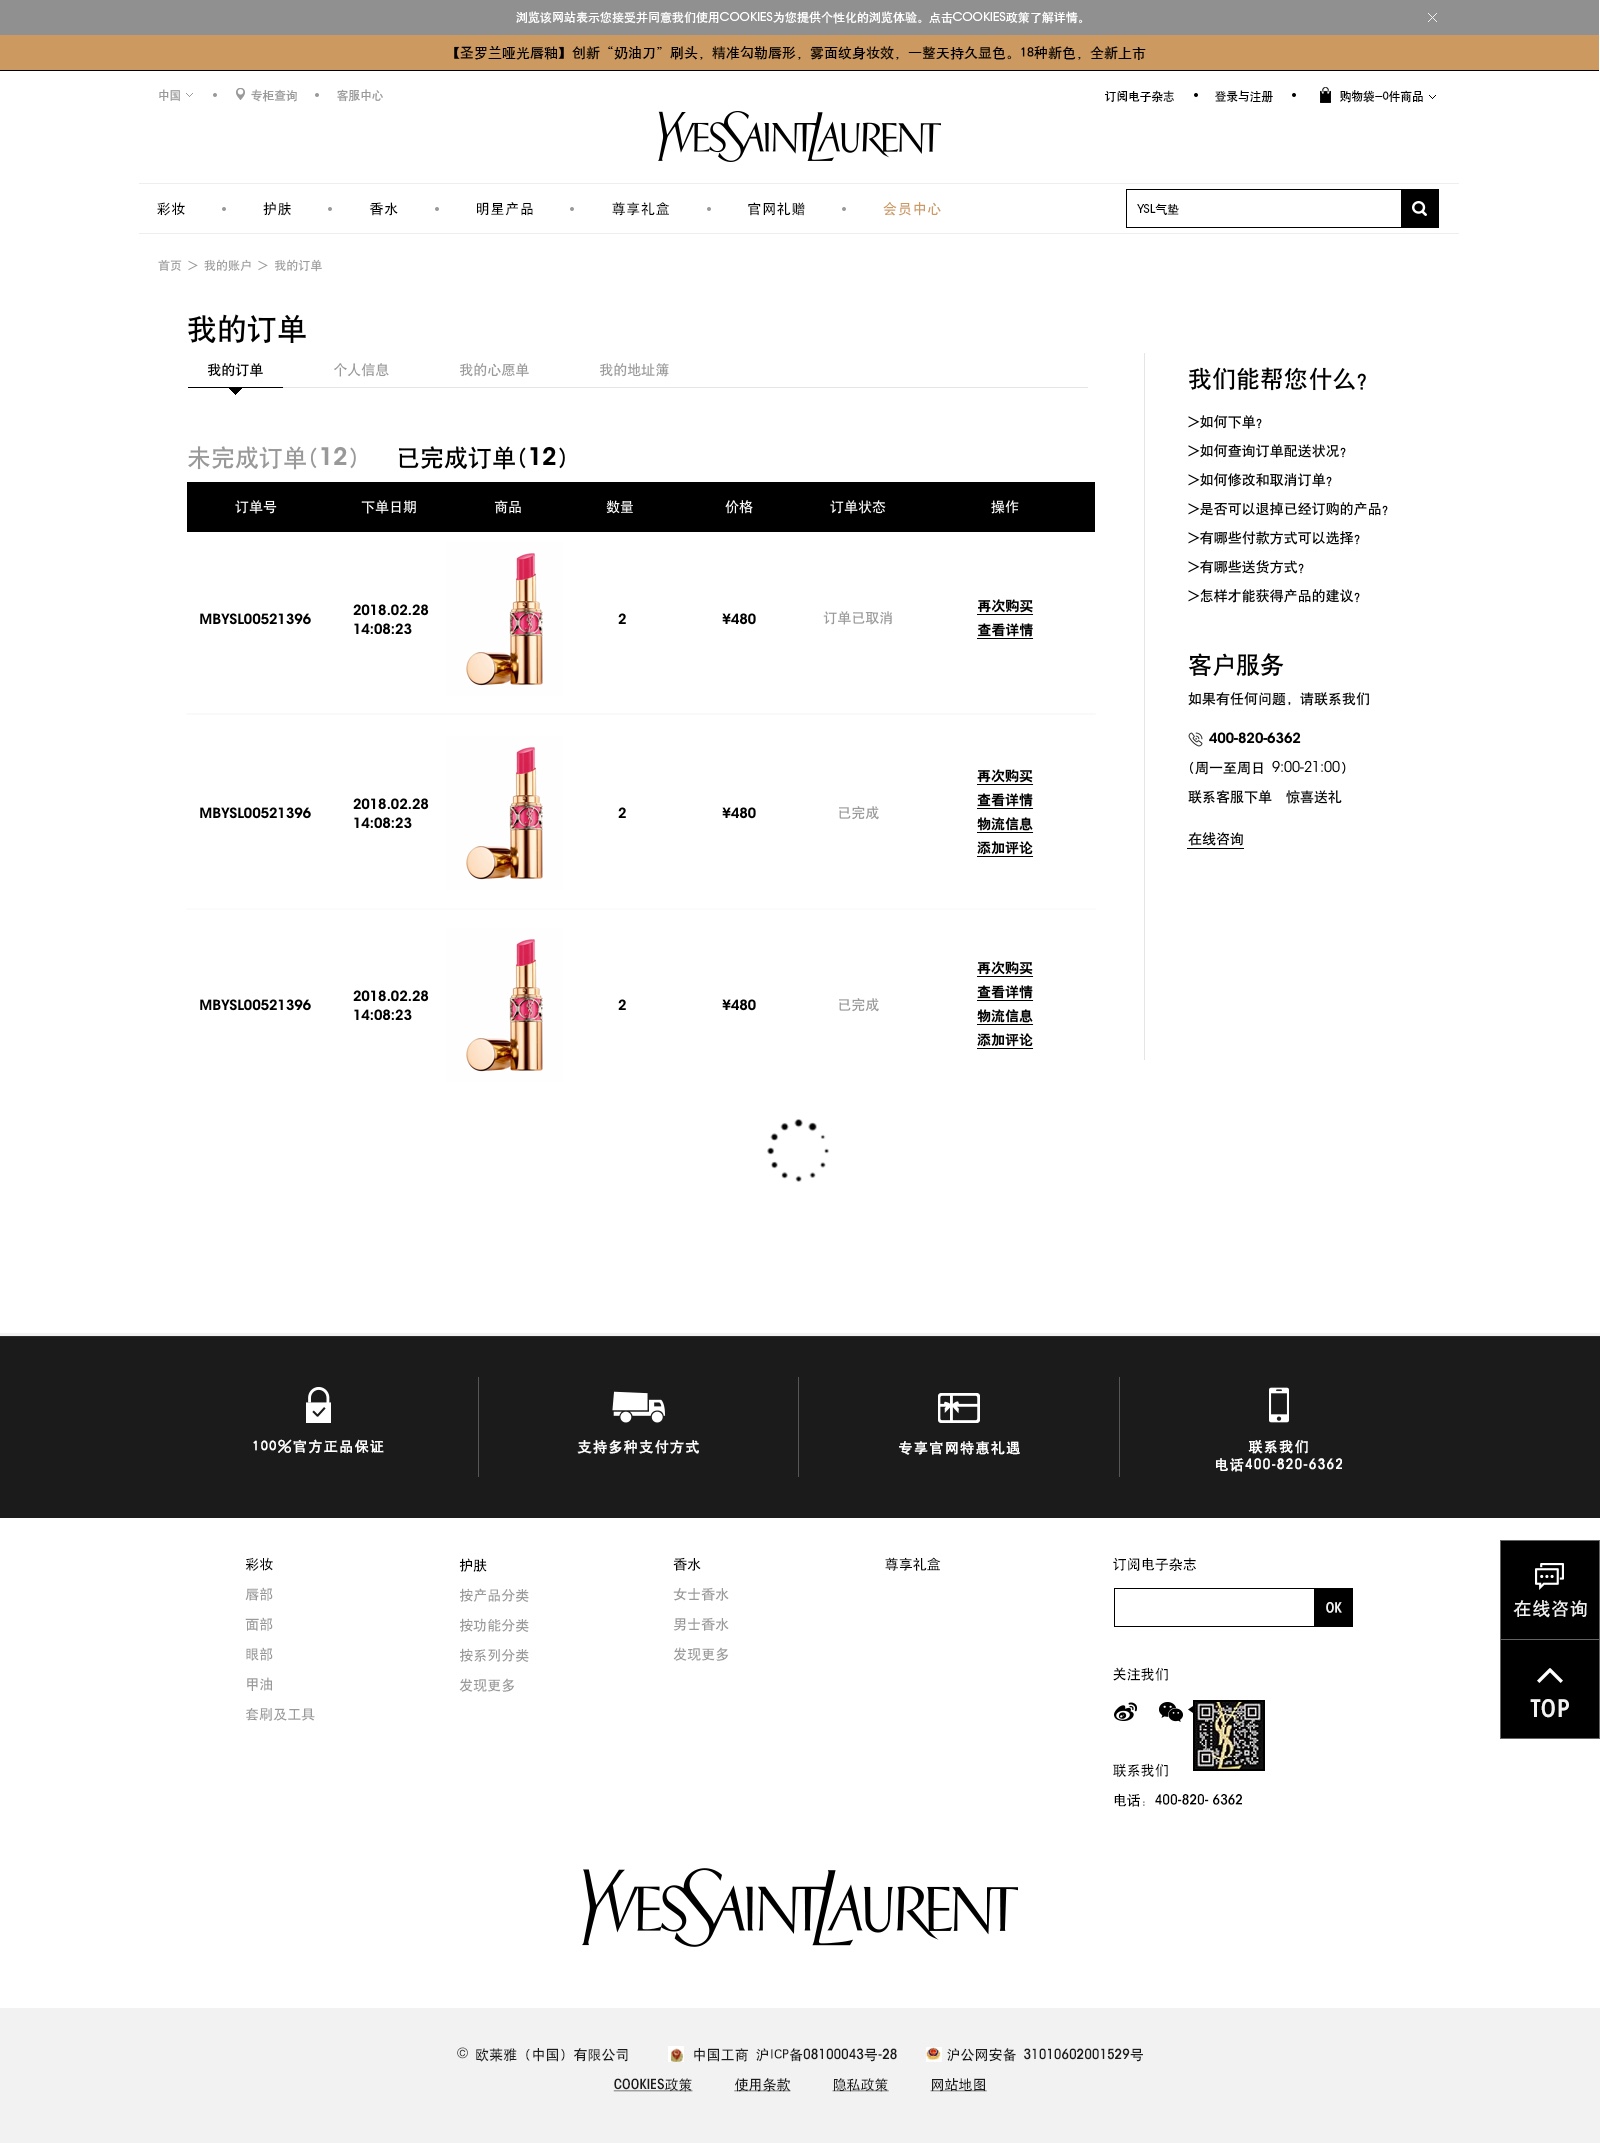 浏览该网站表示您接受并同意我们使用COOKIES为您提供个性化的浏览体验。点击COOKIES政策了解详情。
【圣罗兰哑光唇釉】创新“奶油刀”刷头，精准勾勒唇形，雾面纹身妆效，一整天持久显色。18种新色，全新上市
中国 专柜查询 客服中心
订阅电子杂志 登录与注册 购物袋—0件商品
YVESSAINTLAURENT
彩妆 护肤 香水 明星产品 尊享礼盒 官网礼赠 会员中心 YSL气垫
首页 > 我的账户 > 我的订单
我的订单
我的订单 个人信息 我的心愿单 我的地址簿
未完成订单(12) 已完成订单(12)
订单号 下单日期 商品 数量 价格 订单状态 操作
MBYSL00521396 2018.02.28
14:08:23 2 ¥480 订单已取消 再次购买
查看详情
MBYSL00521396 2018.02.28
14:08:23 2 ¥480 已完成 再次购买
查看详情
物流信息
添加评论
MBYSL00521396 2018.02.28
14:08:23 2 ¥480 已完成 再次购买
查看详情
物流信息
添加评论
我们能帮您什么?
>如何下单?
>如何查询订单配送状况?
>如何修改和取消订单?
>是否可以退掉已经订购的产品?
>有哪些付款方式可以选择?
>有哪些送货方式?
>怎样才能获得产品的建议?
客户服务
如果有任何问题，请联系我们
400-820-6362
(周一至周日 9:00-21:00)
联系客服下单 惊喜送礼
在线咨询
100%官方正品保证 支持多种支付方式 专享官网特惠礼遇 联系我们
电话400-820-6362
彩妆
唇部
面部
眼部
甲油
套刷及工具
护肤
按产品分类
按功能分类
按系列分类
发现更多
香水
女士香水
男士香水
发现更多
尊享礼盒
订阅电子杂志
OK
关注我们
联系我们
电话：400-820- 6362
在线咨询
TOP
YVESSAINTLAURENT
© 欧莱雅（中国）有限公司 中国工商 沪ICP备08100043号-28 沪公网安备 31010602001529号
COOKIES政策 使用条款 隐私政策 网站地图